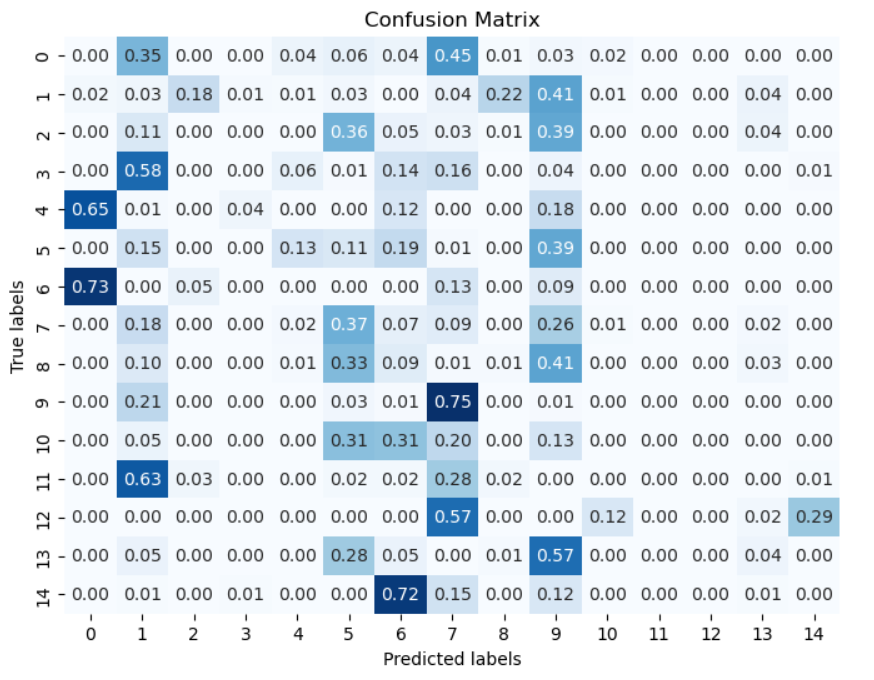 Confusion Matrix
0 0.00 0.35 0.00 0.00 0.04 0.06 0.04 0.45 0.01 0.03 0.02 0.00 0.00 0.00 0.00
1 0.02 0.03 0.18 0.01 0.01 0.03 0.00 0.04 0.22 0.41 0.01 0.00 0.00 0.04 0.00
2 0.00 0.11 0.00 0.00 0.00 0.36 0.05 0.03 0.01 0.39 0.00 0.00 0.00 0.04 0.00
3 0.00 0.58 0.00 0.00 0.06 0.01 0.14 0.16 0.00 0.04 0.00 0.00 0.00 0.00 0.01
4 0.65 0.01 0.00 0.04 0.00 0.00 0.12 0.00 0.00 0.18 0.00 0.00 0.00 0.00 0.00
5 0.00 0.15 0.00 0.00 0.13 0.11 0.19 0.01 0.00 0.39 0.00 0.00 0.00 0.00 0.00
6 0.73 0.00 0.05 0.00 0.00 0.00 0.00 0.13 0.00 0.09 0.00 0.00 0.00 0.00 0.00
7 0.00 0.18 0.00 0.00 0.02 0.37 0.07 0.09 0.00 0.26 0.01 0.00 0.00 0.02 0.00
8 0.00 0.10 0.00 0.00 0.01 0.33 0.09 0.01 0.01 0.41 0.00 0.00 0.00 0.03 0.00
9 0.00 0.21 0.00 0.00 0.00 0.03 0.01 0.75 0.00 0.01 0.00 0.00 0.00 0.00 0.00
10 0.00 0.05 0.00 0.00 0.00 0.31 0.31 0.20 0.00 0.13 0.00 0.00 0.00 0.00 0.00
11 0.00 0.63 0.03 0.00 0.00 0.02 0.02 0.28 0.02 0.00 0.00 0.00 0.00 0.00 0.01
12 0.00 0.00 0.00 0.00 0.00 0.00 0.00 0.57 0.00 0.00 0.12 0.00 0.00 0.02 0.29
13 0.00 0.05 0.00 0.00 0.00 0.28 0.05 0.00 0.01 0.57 0.00 0.00 0.00 0.04 0.00
14 0.00 0.01 0.00 0.01 0.00 0.00 0.72 0.15 0.00 0.12 0.00 0.00 0.00 0.01 0.00
0 1 2 3 4 5 6 7 8 9 10 11 12 13 14
True labels
Predicted labels